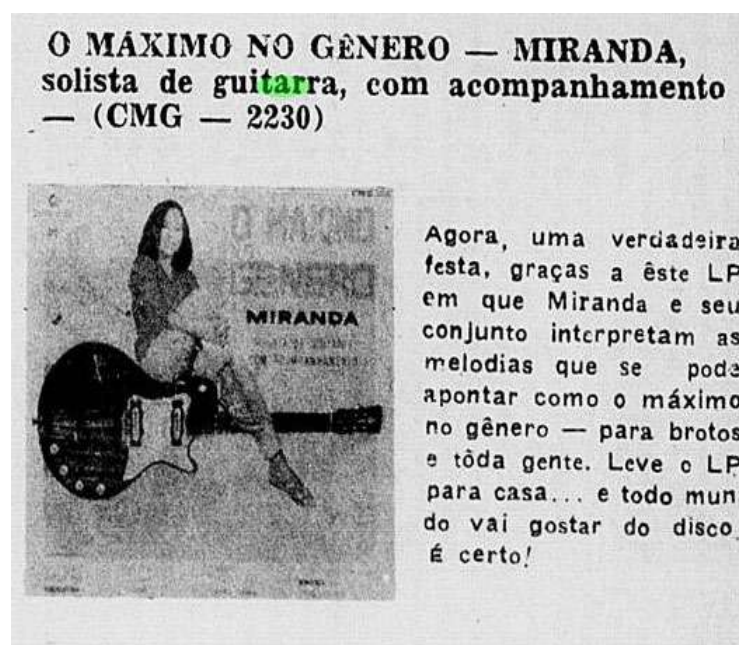 O MÁXIMO NO GÊNERO — MIRANDA,
solista de guitarra, com acompanhamento
— (CMG — 2230)
MIRANDA
Agora, uma verdadeira
festa, graças a êste LP
em que Miranda e seu
conjunto interpretam as
melodias que se pode
apontar como o máximo
no gênero — para brotos
e tôda gente. Leve o LP
para casa... e todo mun
do vai gostar do disco
É certo!